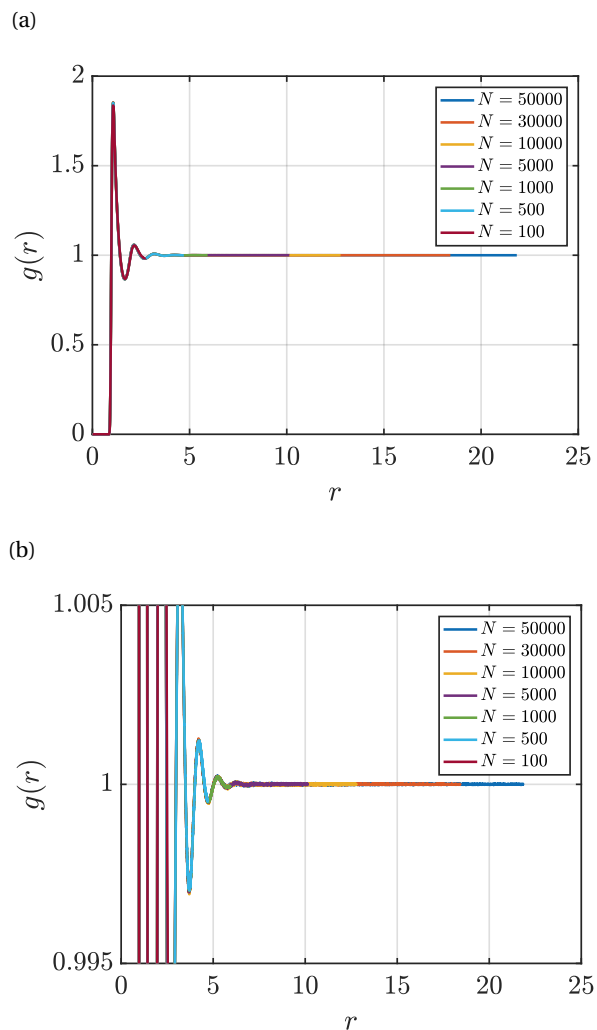 (a)
2
1.5
1
0.5
0
g(r)
0 5 10 15 20 25
r
N = 50000
N = 30000
N = 10000
N = 5000
N = 1000
N = 500
N = 100
(b)
1.005
1
0.995
g(r)
0 5 10 15 20 25
r
N = 50000
N = 30000
N = 10000
N = 5000
N = 1000
N = 500
N = 100